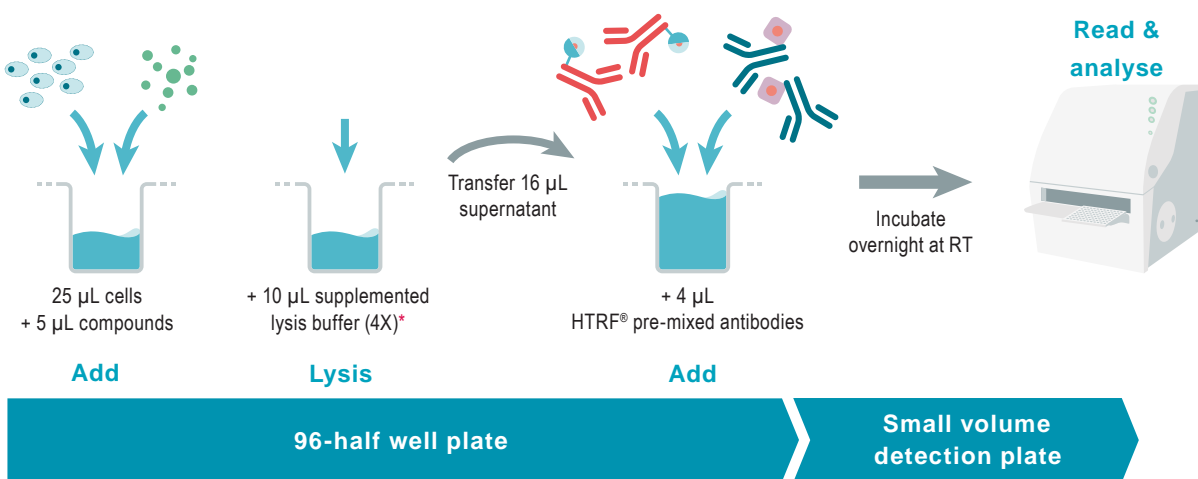 Read &
analyse
Transfer 16 µL
supernatant
Incubate
overnight at RT
25 µL cells
+ 5 µL compounds
+ 10 µL supplemented
lysis buffer (4X)*
+ 4 µL
HTRF® pre-mixed antibodies
Add
Lysis
Add
96-half well plate
Small volume
detection plate